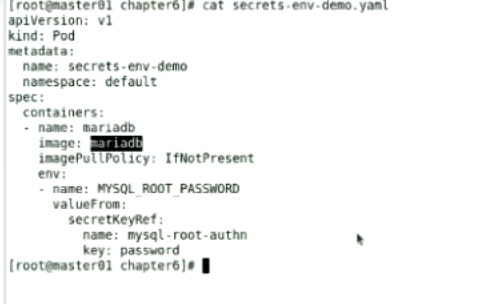 [root@master01 chapter6]# cat secrets-env-demo.yaml
apiVersion: v1
kind: Pod
metadata:
  name: secrets-env-demo
  namespace: default
spec:
  containers:
  - name: mariadb
    image: mariadb
    imagePullPolicy: IfNotPresent
    env:
    - name: MYSQL_ROOT_PASSWORD
      valueFrom:
        secretKeyRef:
          name: mysql-root-authn
          key: password
[root@master01 chapter6]#